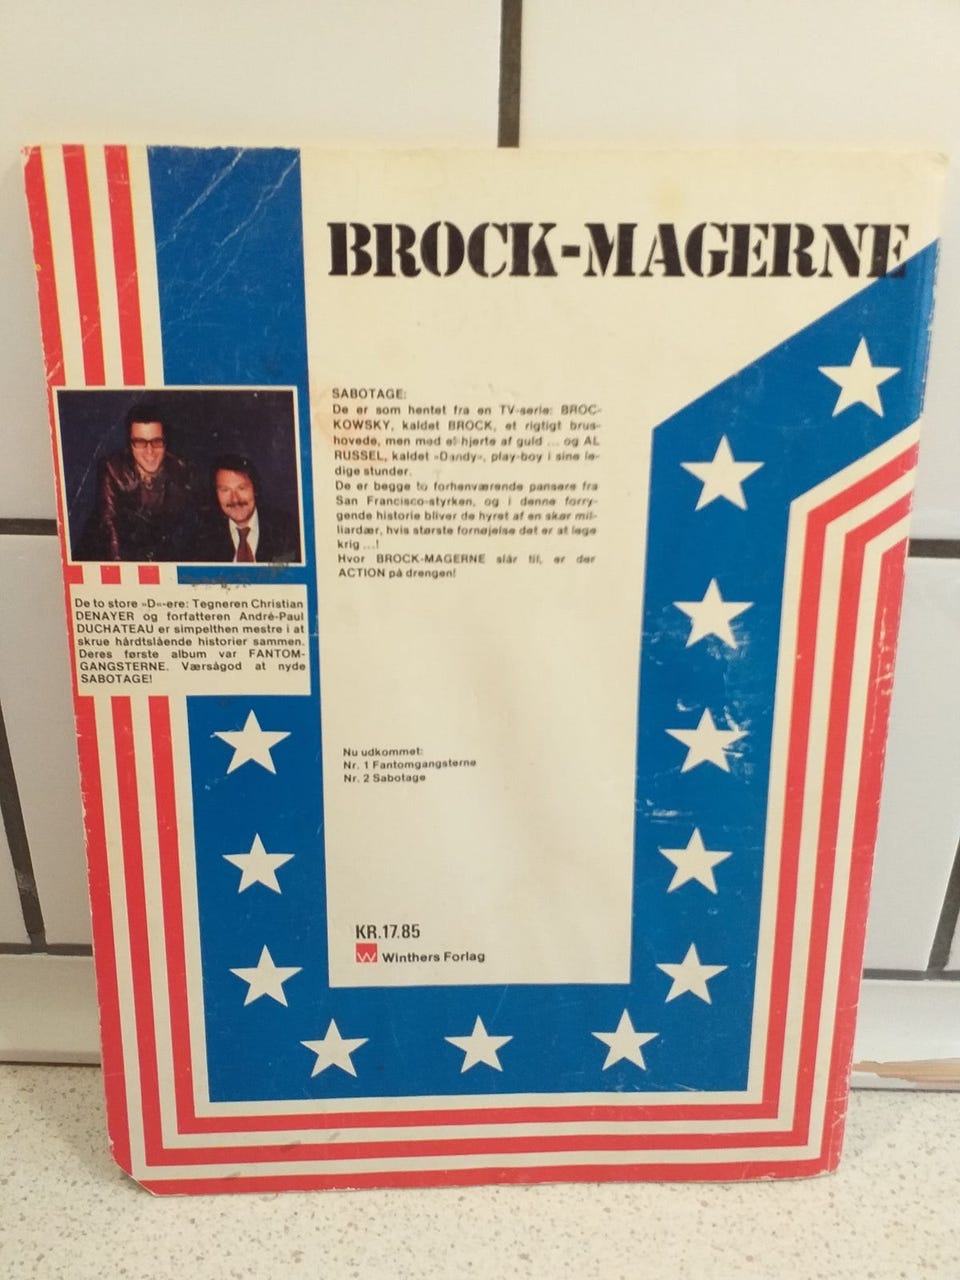 BROCK-MAGERNE
SABOTAGE:
De er som hentet fra en TV-serie: BROC-
KOWSKY, kaldet BROCK, et rigtigt brus-
hovede, men med et hjerte af guld ... og AL
RUSSEL, kaldet »Dandy«, play-boy i sine le-
dige stunder.
De er begge to forhenværende pansere fra
San Francisco-styrken, og i denne forry-
gende historie bliver de hyret af en skør mil-
liardær, hvis største fornøjelse det er at lege
krig ...!
Hvor BROCK-MAGERNE slår til, er der
ACTION på drengen!
De to store »D«-ere: Tegneren Christian
DENAYER og forfatteren André-Paul
DUCHATEAU er simpelthen mestre i at
skrue hårdtslående historier sammen.
Deres første album var FANTOM-
GANGSTERNE. Værsågod at nyde
SABOTAGE!
Nu udkommet:
Nr. 1 Fantomgangsterne
Nr. 2 Sabotage
KR.17.85
W Winthers Forlag